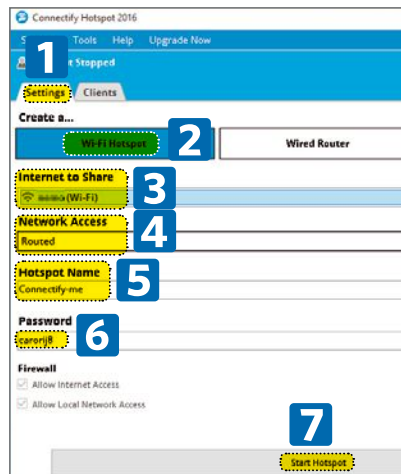 Connectify Hotspot 2016
Tools Help Upgrade Now
1
Stopped
Settings Clients
Create a...
Wi-Fi Hotspot 2 Wired Router
Internet to Share
(Wi-Fi) 3
Network Access
Routed 4
Hotspot Name
Connectify-me 5
Password
carorij8 6
Firewall
Allow Internet Access
Allow Local Network Access
7
Start Hotspot